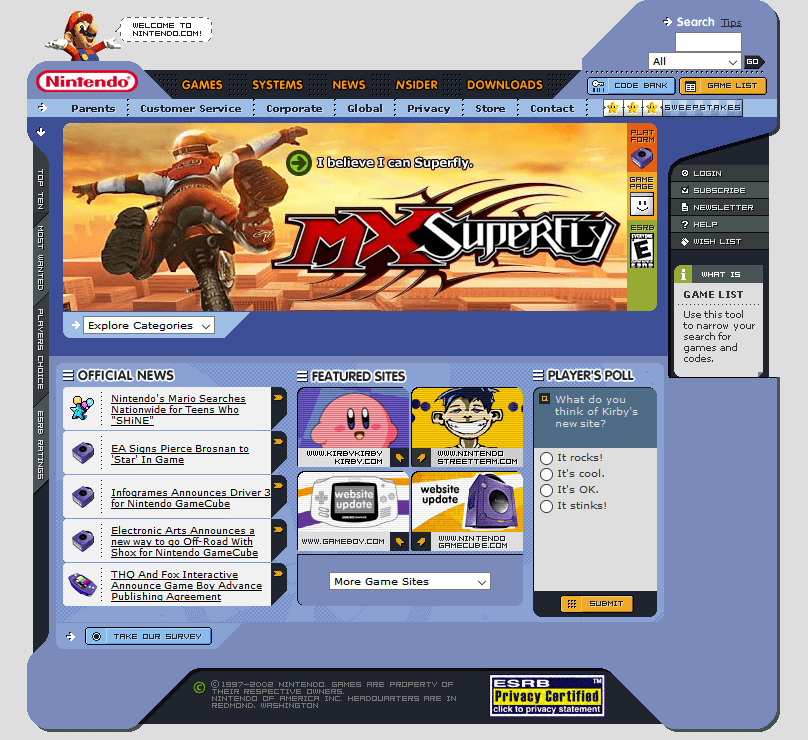 WELCOME TO
NINTENDO.COM!
Search Tips
All
GO
Nintendo®
GAMES SYSTEMS NEWS NSIDER DOWNLOADS
CODE BANK GAME LIST
Parents Customer Service Corporate Global Privacy Store Contact
SWEEPSTAKES
TOP TEN
MOST WANTED
PLAYERS CHOICE
ESRB RATINGS
I believe I can Superfly.
MX SUPERFLY
PLAT
FORM
GAME
PAGE
ESRB
EVERYONE
E
LOGIN
SUBSCRIBE
NEWSLETTER
? HELP
WISH LIST
i WHAT IS
GAME LIST
Use this tool
to narrow your
search for
games and
codes.
Explore Categories
OFFICIAL NEWS
Nintendo's Mario Searches
Nationwide for Teens Who
"SHiNE"
EA Signs Pierce Brosnan to
'Star' In Game
Infogrames Announces Driver 3
for Nintendo GameCube
Electronic Arts Announces a
new way to go Off-Road With
Shox for Nintendo GameCube
THQ And Fox Interactive
Announce Game Boy Advance
Publishing Agreement
FEATURED SITES
WWW.KIRBYKIRBY
KIRBY.COM
WWW.NINTENDO
STREETTEAM.COM
website
update
WWW.GAMEBOY.COM
website
update
WWW.NINTENDO
GAMECUBE.COM
More Game Sites
PLAYER'S POLL
Q What do you
think of Kirby's
new site?
It rocks!
It's cool.
It's OK.
It stinks!
SUBMIT
TAKE OUR SURVEY
©1997-2002 NINTENDO. GAMES ARE PROPERTY OF
THEIR RESPECTIVE OWNERS.
NINTENDO OF AMERICA INC. HEADQUARTERS ARE IN
REDMOND, WASHINGTON
ESRB TM
Privacy Certified
click to privacy statement